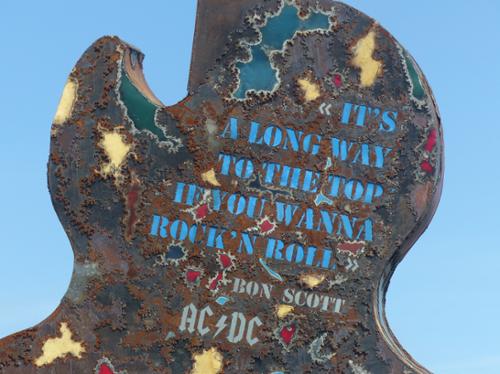 « IT'S
A LONG WAY
TO THE TOP
IF YOU WANNA
ROCK'N ROLL »
BON SCOTT
AC⚡DC